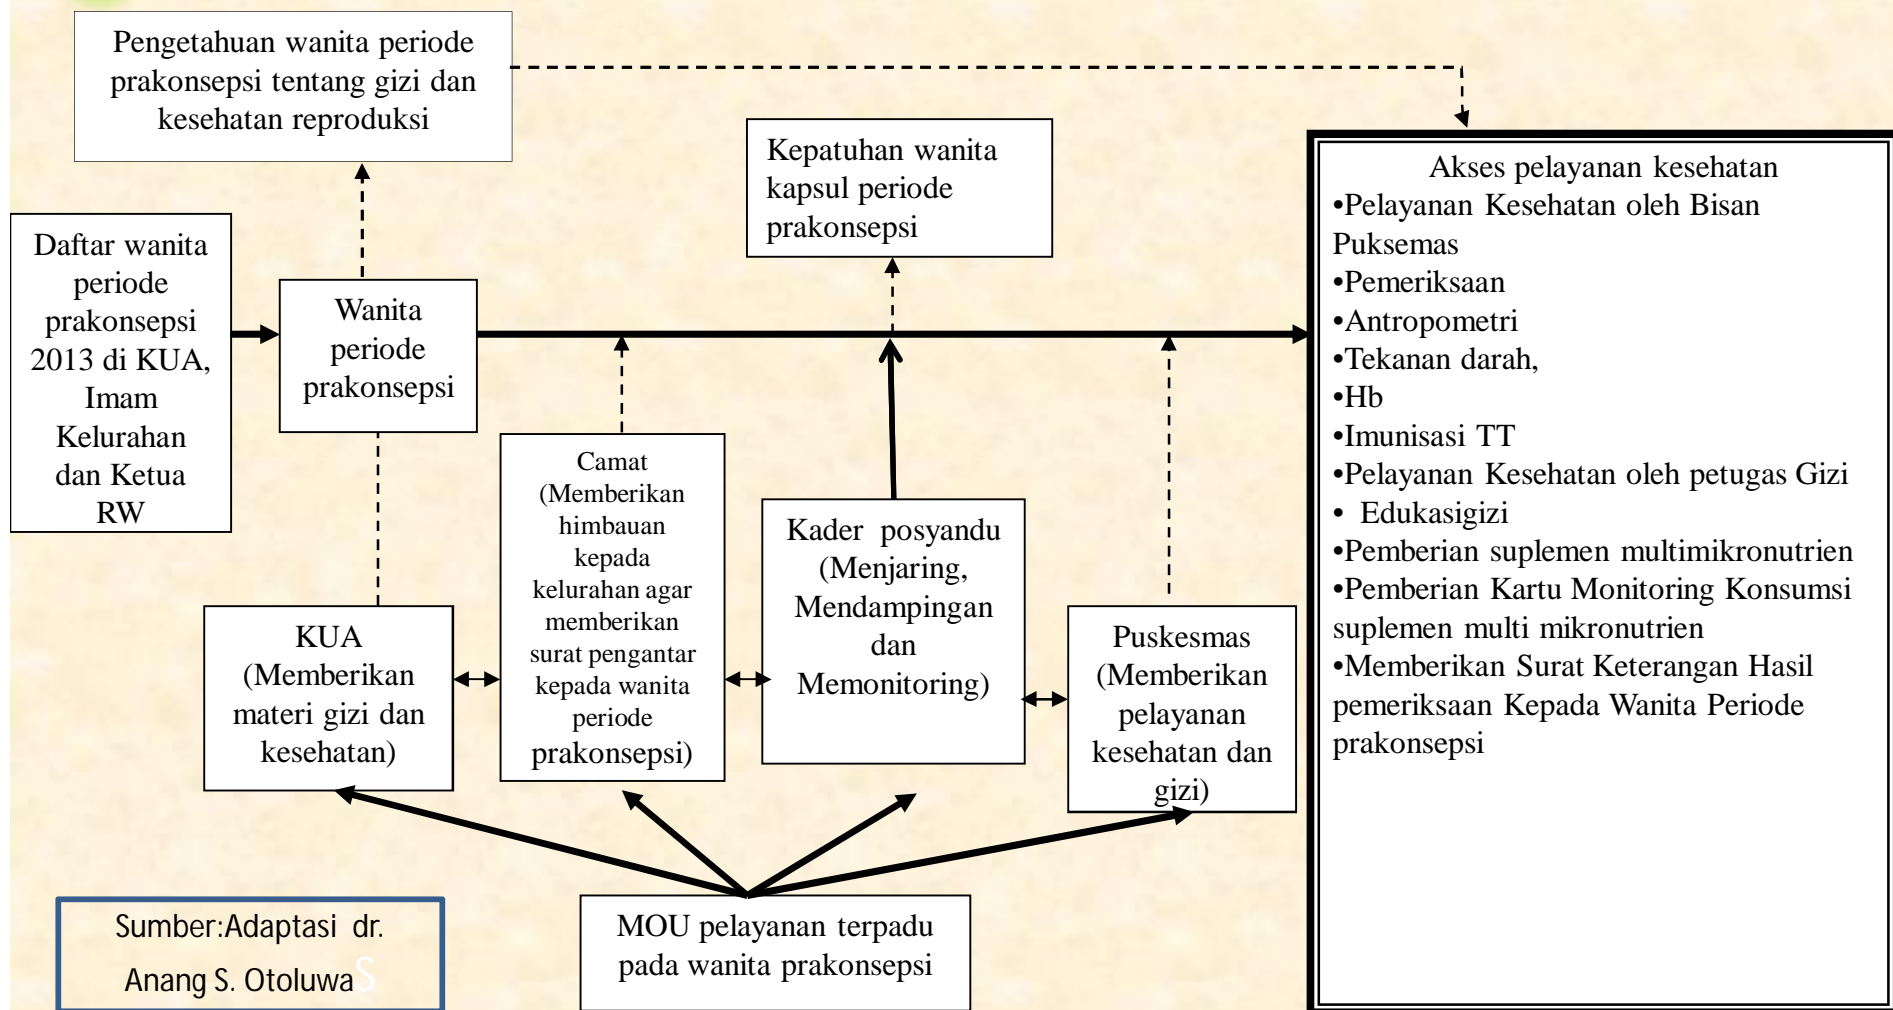 Pengetahuan wanita periode
prakonsepsi tentang gizi dan
kesehatan reproduksi
Kepatuhan wanita
kapsul periode
prakonsepsi
Daftar wanita
periode
prakonsepsi
2013 di KUA,
Imam
Kelurahan
dan Ketua
RW
Wanita
periode
prakonsepsi
KUA
(Memberikan
materi gizi dan
kesehatan)
Camat
(Memberikan
himbauan
kepada
kelurahan agar
memberikan
surat pengantar
kepada wanita
periode
prakonsepsi)
Kader posyandu
(Menjaring,
Mendampingan
dan
Memonitoring)
Puskesmas
(Memberikan
pelayanan
kesehatan dan
gizi)
Akses pelayanan kesehatan
•Pelayanan Kesehatan oleh Bisan
Puksemas
•Pemeriksaan
•Antropometri
•Tekanan darah,
•Hb
•Imunisasi TT
•Pelayanan Kesehatan oleh petugas Gizi
• Edukasigizi
•Pemberian suplemen multimikronutrien
•Pemberian Kartu Monitoring Konsumsi
suplemen multi mikronutrien
•Memberikan Surat Keterangan Hasil
pemeriksaan Kepada Wanita Periode
prakonsepsi
MOU pelayanan terpadu
pada wanita prakonsepsi
Sumber:Adaptasi dr.
Anang S. OtoluwaS